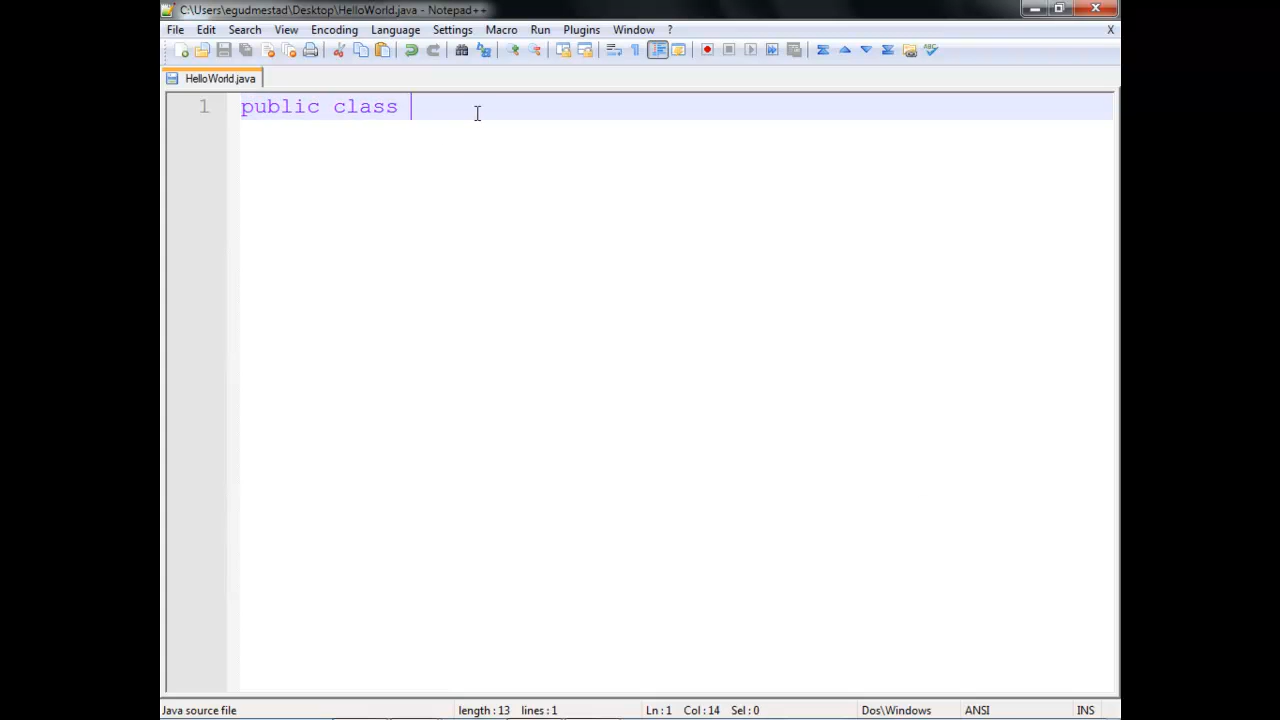 C:\Users\egudmestad\Desktop\HelloWorld.java - Notepad++
File Edit Search View Encoding Language Settings Macro Run Plugins Window ? X
HelloWorld.java
1 public class
Java source file length : 13 lines : 1 Ln : 1 Col : 14 Sel : 0 Dos\Windows ANSI INS